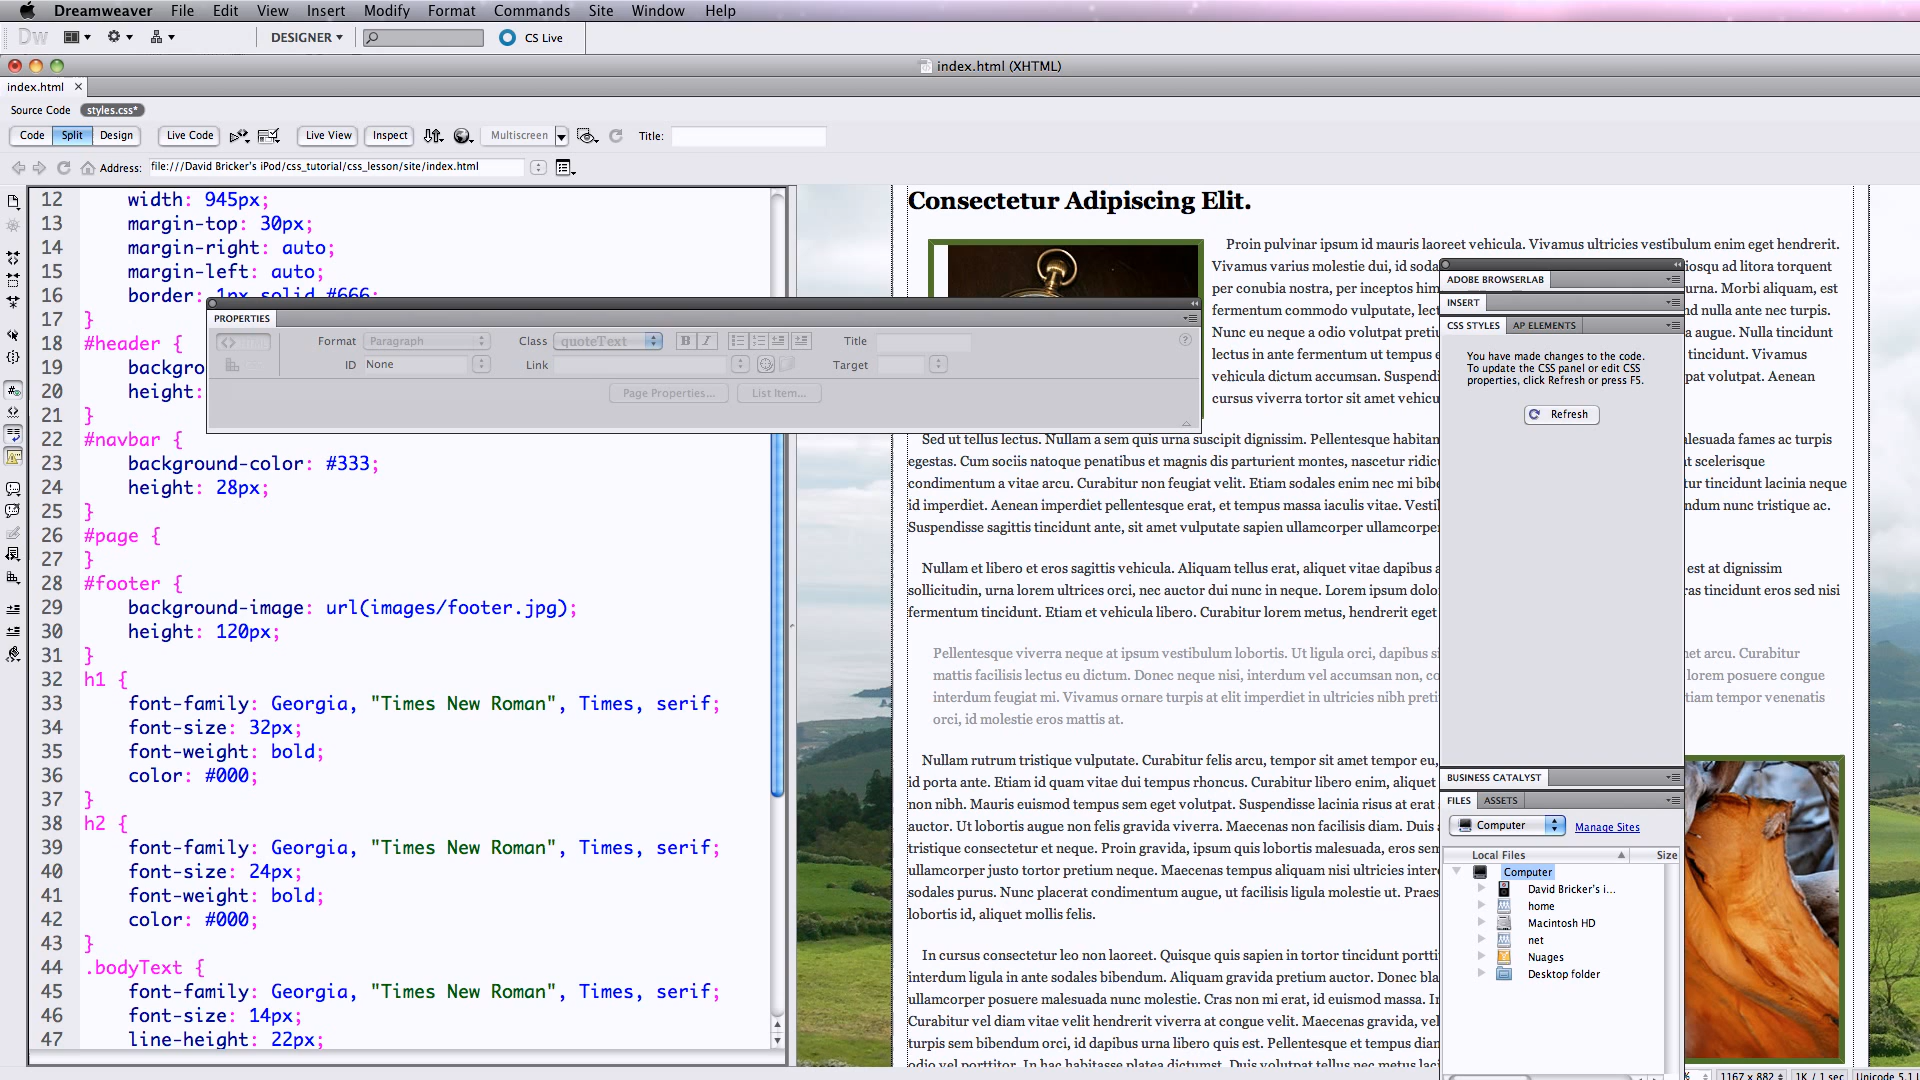 Dreamweaver File Edit View Insert Modify Format Commands Site Window Help
Dw DESIGNER CS Live
index.html (XHTML)
index.html
Source Code styles.css*
Code Split Design Live Code Live View Inspect Multiscreen Title:
Address: file:///David Bricker's iPod/css_tutorial/css_lesson/site/index.html
12 width: 945px;
13 margin-top: 30px;
14 margin-right: auto;
15 margin-left: auto;
16 border: 1px solid #666;
17 }
18 #header {
19 backgro
20 height:
21 }
22 #navbar {
23 background-color: #333;
24 height: 28px;
25 }
26 #page {
27 }
28 #footer {
29 background-image: url(images/footer.jpg);
30 height: 120px;
31 }
32 h1 {
33 font-family: Georgia, "Times New Roman", Times, serif;
34 font-size: 32px;
35 font-weight: bold;
36 color: #000;
37 }
38 h2 {
39 font-family: Georgia, "Times New Roman", Times, serif;
40 font-size: 24px;
41 font-weight: bold;
42 color: #000;
43 }
44 .bodyText {
45 font-family: Georgia, "Times New Roman", Times, serif;
46 font-size: 14px;
47 line-height: 22px;
PROPERTIES
Format Paragraph Class quoteText B I Title
ID None Link Target
Page Properties... List Item...
Consectetur Adipiscing Elit.
Proin pulvinar ipsum id mauris laoreet vehicula. Vivamus ultricies vestibulum enim eget hendrerit.
Vivamus varius molestie dui, id soda iosqu ad litora torquent
per conubia nostra, per inceptos him urna. Morbi aliquam, est
fermentum commodo vulputate, lect nd nulla ante nec turpis.
Nunc eu neque a odio volutpat pretiu a augue. Nulla tincidunt
lectus in ante fermentum ut tempus e tincidunt. Vivamus
vehicula dictum accumsan. Suspendi pat volutpat. Aenean
cursus viverra tortor sit amet vehicu
Sed ut tellus lectus. Nullam a sem quis urna suscipit dignissim. Pellentesque habitan alesuada fames ac turpis
egestas. Cum sociis natoque penatibus et magnis dis parturient montes, nascetur ridicu t scelerisque
condimentum a vitae arcu. Curabitur non feugiat velit. Etiam sodales enim nec mi bibe tur tincidunt lacinia neque
id imperdiet. Aenean imperdiet pellentesque erat, et tempus massa iaculis vitae. Vesti ndum nunc tristique ac.
Suspendisse sagittis tincidunt ante, sit amet vulputate sapien ullamcorper ullamcorper
Nullam et libero et eros sagittis vehicula. Aliquam tellus erat, aliquet vitae dapibus a est at dignissim
sollicitudin, urna lorem ultrices orci, nec auctor dui nunc in neque. Lorem ipsum dolo ras tincidunt eros sed nisi
fermentum tincidunt. Etiam et vehicula libero. Curabitur lorem metus, hendrerit eget
Pellentesque viverra neque at ipsum vestibulum lobortis. Ut ligula orci, dapibus s net arcu. Curabitur
mattis facilisis lectus eu dictum. Donec neque nisi, interdum vel accumsan non, co lorem posuere congue
interdum feugiat mi. Vivamus ornare turpis at elit imperdiet in ultricies nibh preti tiam tempor venenatis
orci, id molestie eros mattis at.
Nullam rutrum tristique vulputate. Curabitur felis arcu, tempor sit amet tempor eu,
id porta ante. Etiam id quam vitae dui tempus rhoncus. Curabitur libero enim, aliquet
non nibh. Mauris euismod tempus sem eget volutpat. Suspendisse lacinia risus at erat
auctor. Ut lobortis augue non felis gravida viverra. Maecenas non facilisis diam. Duis a
tristique consectetur et neque. Proin gravida, ipsum quis lobortis malesuada, eros sem
ullamcorper justo tortor pretium neque. Maecenas tempus aliquam nisi ultricies inter
sodales purus. Nunc placerat condimentum augue, ut facilisis ligula molestie ut. Praes
lobortis id, aliquet mollis felis.
In cursus consectetur leo non laoreet. Quisque quis sapien in tortor tincidunt porttit
interdum ligula in ante sodales bibendum. Aliquam gravida pretium auctor. Donec bla
ullamcorper posuere malesuada nunc molestie. Cras non mi erat, id euismod massa. In
Curabitur vel diam vitae velit hendrerit viverra at congue velit. Maecenas gravida, vel
turpis sem bibendum orci, id dapibus urna libero quis est. Pellentesque et tempus dian
odio vel porttitor. In hac habitasse platea dictumst. Duis volutpat tellus nec metus laci
ADOBE BROWSERLAB
INSERT
CSS STYLES AP ELEMENTS
You have made changes to the code.
To update the CSS panel or edit CSS
properties, click Refresh or press F5.
Refresh
BUSINESS CATALYST
FILES ASSETS
Computer Manage Sites
Local Files Size
Computer
David Bricker's i...
home
Macintosh HD
net
Nuages
Desktop folder
% 1167 x 882 1K / 1 sec Unicode 5.1